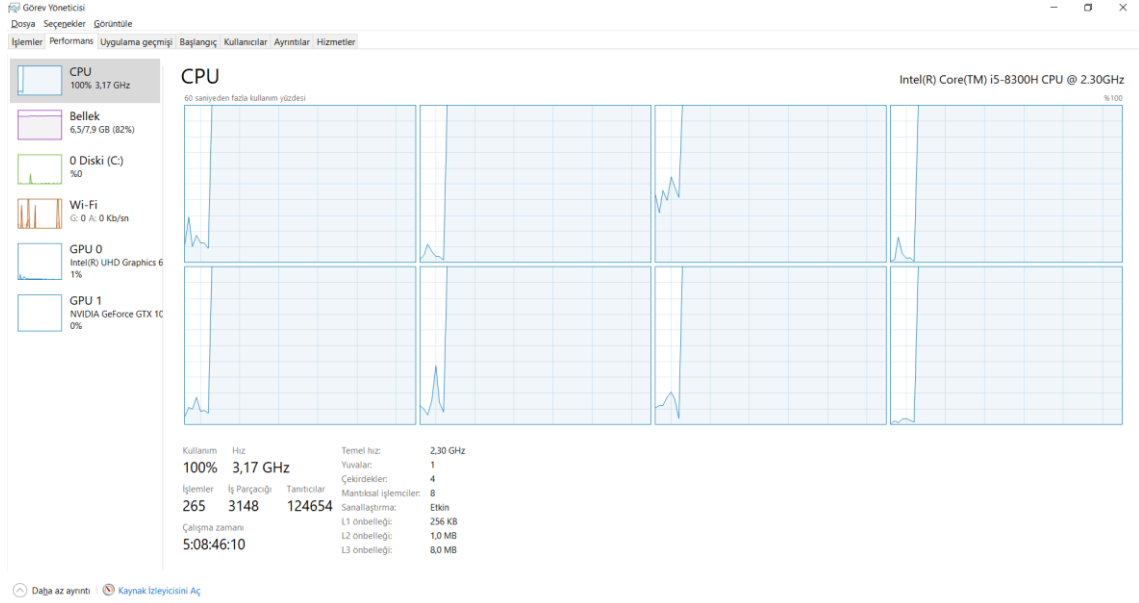 Görev Yöneticisi
Dosya Seçenekler Görüntüle
İşlemler Performans Uygulama geçmişi Başlangıç Kullanıcılar Ayrıntılar Hizmetler
CPU
100% 3,17 GHz
Bellek
6,5/7,9 GB (82%)
0 Diski (C:)
%0
Wi-Fi
G: 0 A: 0 Kb/sn
GPU 0
Intel(R) UHD Graphics 6
1%
GPU 1
NVIDIA GeForce GTX 10
0%
CPU
Intel(R) Core(TM) i5-8300H CPU @ 2.30GHz
60 saniyeden fazla kullanım yüzdesi
%100
Kullanım Hız
100% 3,17 GHz
İşlemler İş Parçacığı Tanıtıcılar
265 3148 124654
Çalışma zamanı
5:08:46:10
Temel hız: 2,30 GHz
Yuvalar: 1
Çekirdekler: 4
Mantıksal işlemciler: 8
Sanallaştırma: Etkin
L1 önbelleği: 256 KB
L2 önbelleği: 1,0 MB
L3 önbelleği: 8,0 MB
Daha az ayrıntı Kaynak İzleyicisini Aç